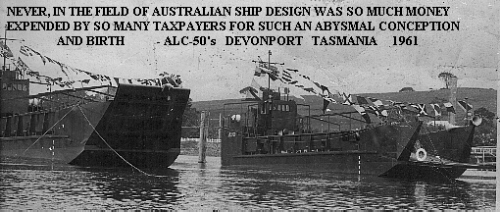 NEVER, IN THE FIELD OF AUSTRALIAN SHIP DESIGN WAS SO MUCH MONEY
EXPENDED BY SO MANY TAXPAYERS FOR SUCH AN ABYSMAL CONCEPTION
AND BIRTH ALC-50's DEVONPORT TASMANIA 1961